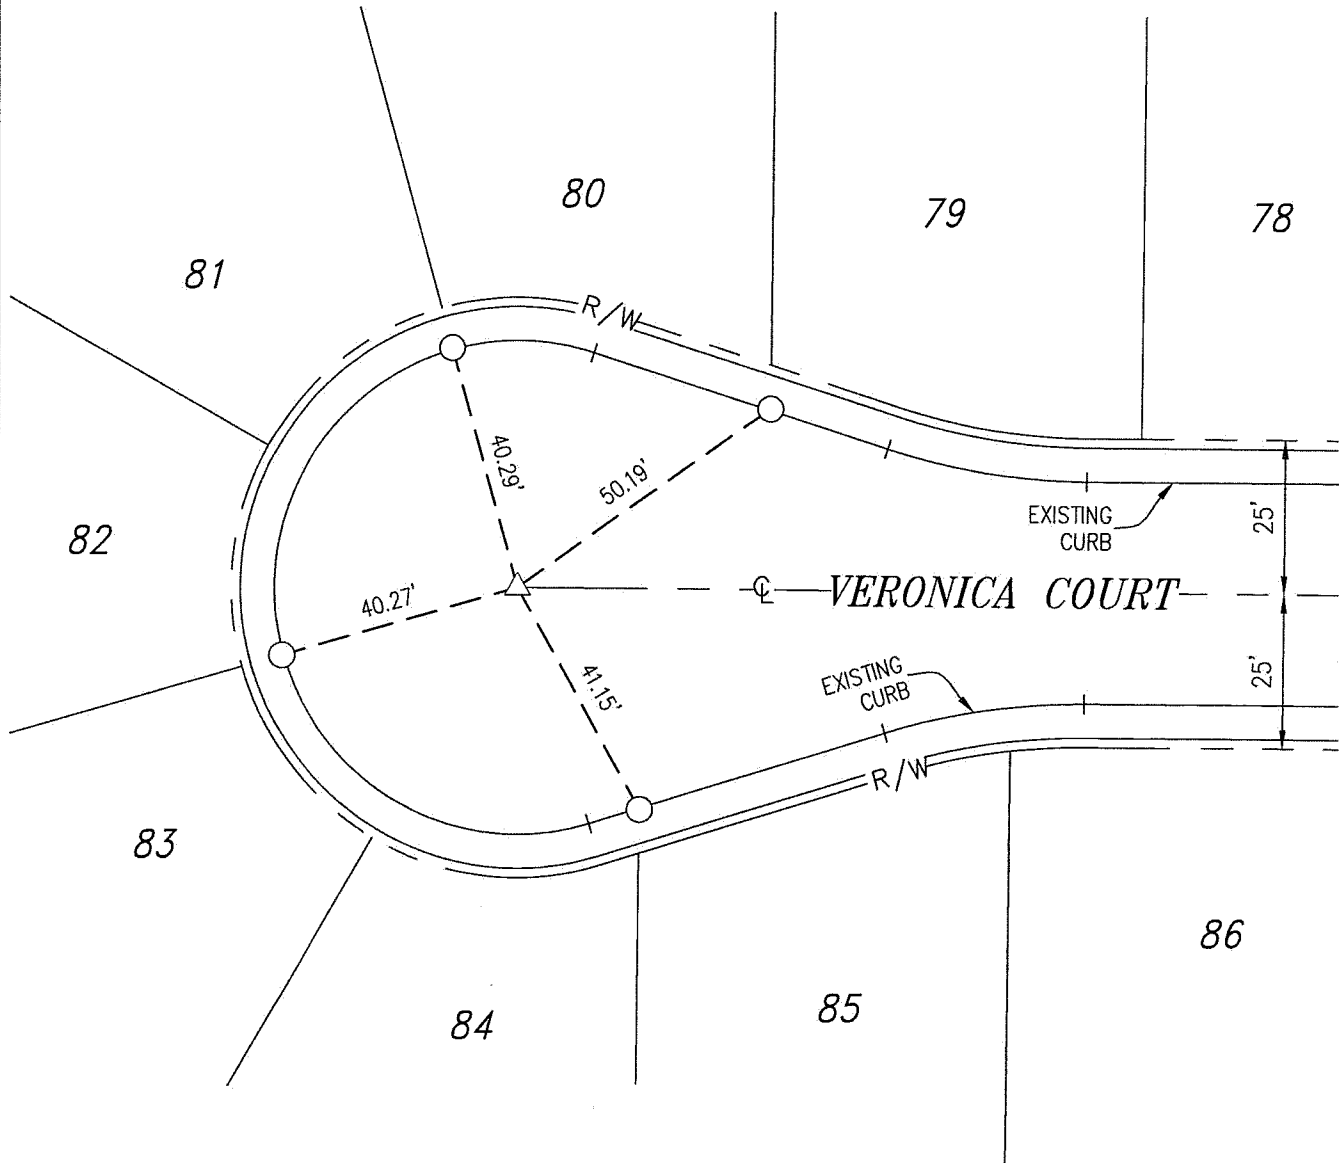 80
79
78
81
R/W
40.29'
50.19'
EXISTING
CURB
25'
82
40.27'
℄
VERONICA COURT
41.15'
EXISTING
CURB
25'
R/W
83
84
85
86